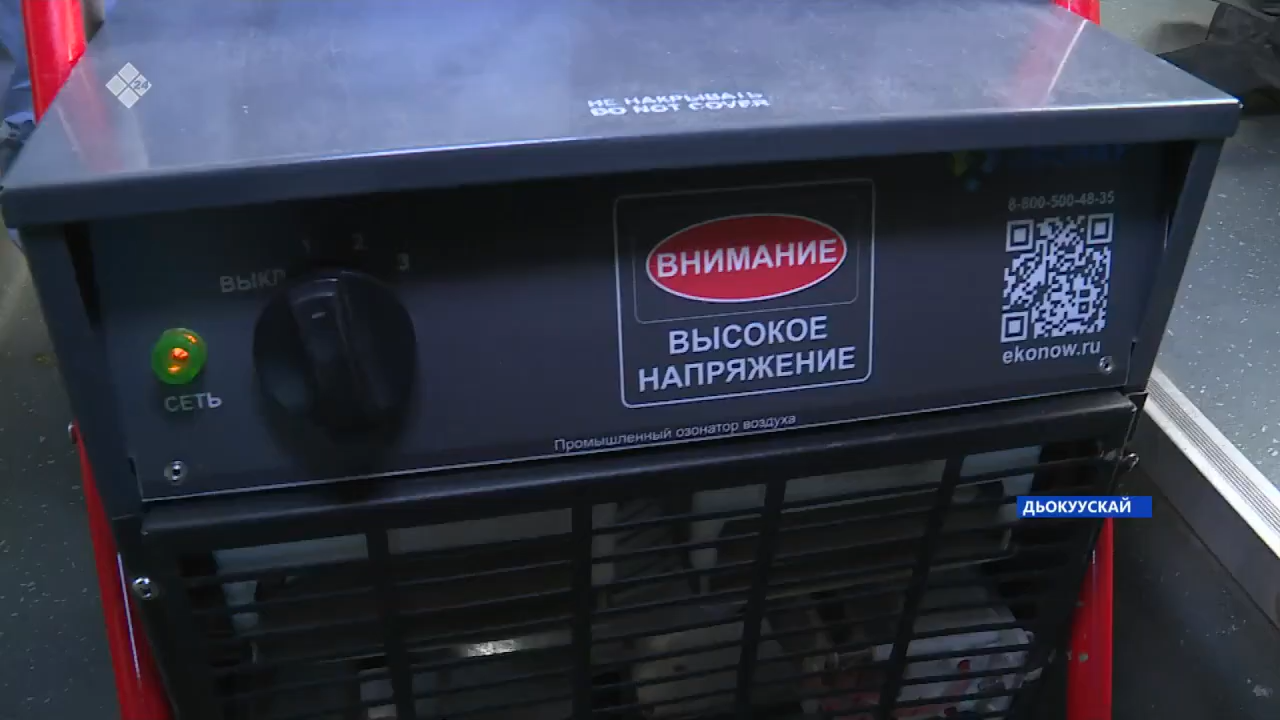 24
НЕ НАКРЫВАТЬ
DO NOT COVER
8-800-500-48-35
1 2 3
ВЫКЛ
ВНИМАНИЕ
ВЫСОКОЕ
НАПРЯЖЕНИЕ
ekonow.ru
СЕТЬ
Промышленный озонатор воздуха
ДЬОКУУСКАЙ